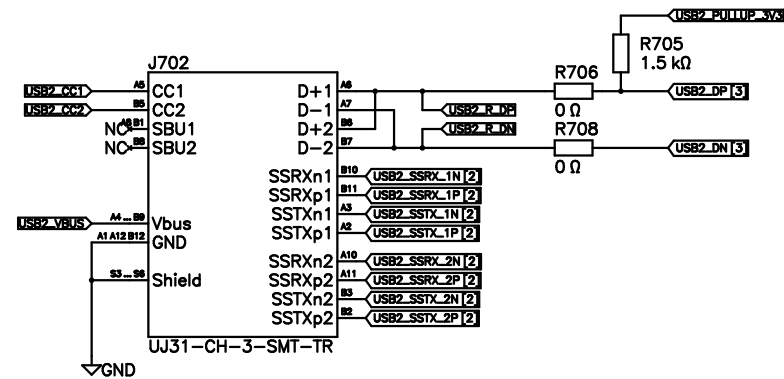 USB2_PULLUP_3V3
J702
R705
1.5 kΩ
R706
USB2_CC1 A5 CC1 D+1 A6 USB2_DP [3]
0 Ω
USB2_CC2 B5 CC2 D-1 A7 USB2_R_DP
NC A8 B1 SBU1 D+2 B6 USB2_R_DN
R708
NC B8 SBU2 D-2 B7 USB2_DN [3]
0 Ω
SSRXn1 B10 USB2_SSRX_1N [2]
SSRXp1 B11 USB2_SSRX_1P [2]
SSTXn1 A3 USB2_SSTX_1N [2]
USB2_VBUS A4 ... B9 Vbus SSTXp1 A2 USB2_SSTX_1P [2]
A1 A12 B12 GND
SSRXn2 A10 USB2_SSRX_2N [2]
S3 ... S6 Shield SSRXp2 A11 USB2_SSRX_2P [2]
SSTXn2 B3 USB2_SSTX_2N [2]
SSTXp2 B2 USB2_SSTX_2P [2]
UJ31-CH-3-SMT-TR
GND